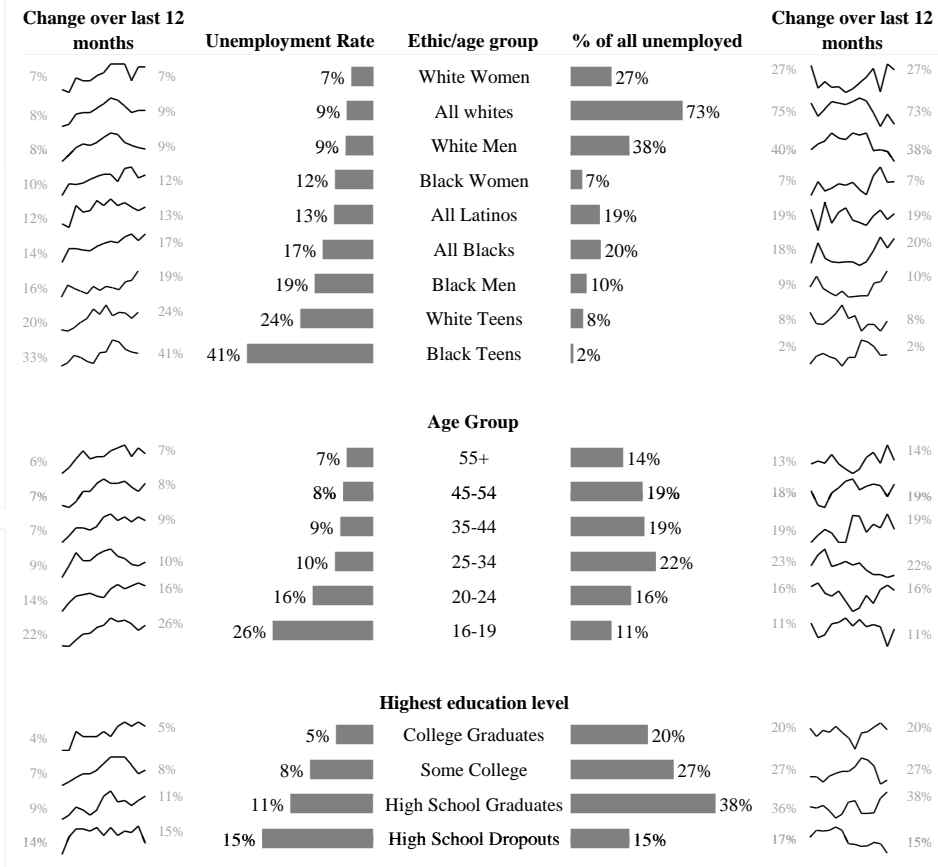 Change over last 12 months Unemployment Rate Ethic/age group % of all unemployed Change over last 12 months
7% 7% 7% White Women 27% 27% 27%
8% 9% 9% All whites 73% 75% 73%
8% 9% 9% White Men 38% 40% 38%
10% 12% 12% Black Women 7% 7% 7%
12% 13% 13% All Latinos 19% 19% 19%
14% 17% 17% All Blacks 20% 18% 20%
16% 19% 19% Black Men 10% 9% 10%
20% 24% 24% White Teens 8% 8% 8%
33% 41% 41% Black Teens 2% 2% 2%
Age Group
6% 7% 7% 55+ 14% 13% 14%
7% 8% 8% 45-54 19% 18% 19%
7% 9% 9% 35-44 19% 19% 19%
9% 10% 10% 25-34 22% 23% 22%
14% 16% 16% 20-24 16% 16% 16%
22% 26% 26% 16-19 11% 11% 11%
Highest education level
4% 5% 5% College Graduates 20% 20% 20%
7% 8% 8% Some College 27% 27% 27%
9% 11% 11% High School Graduates 38% 36% 38%
14% 15% 15% High School Dropouts 15% 17% 15%